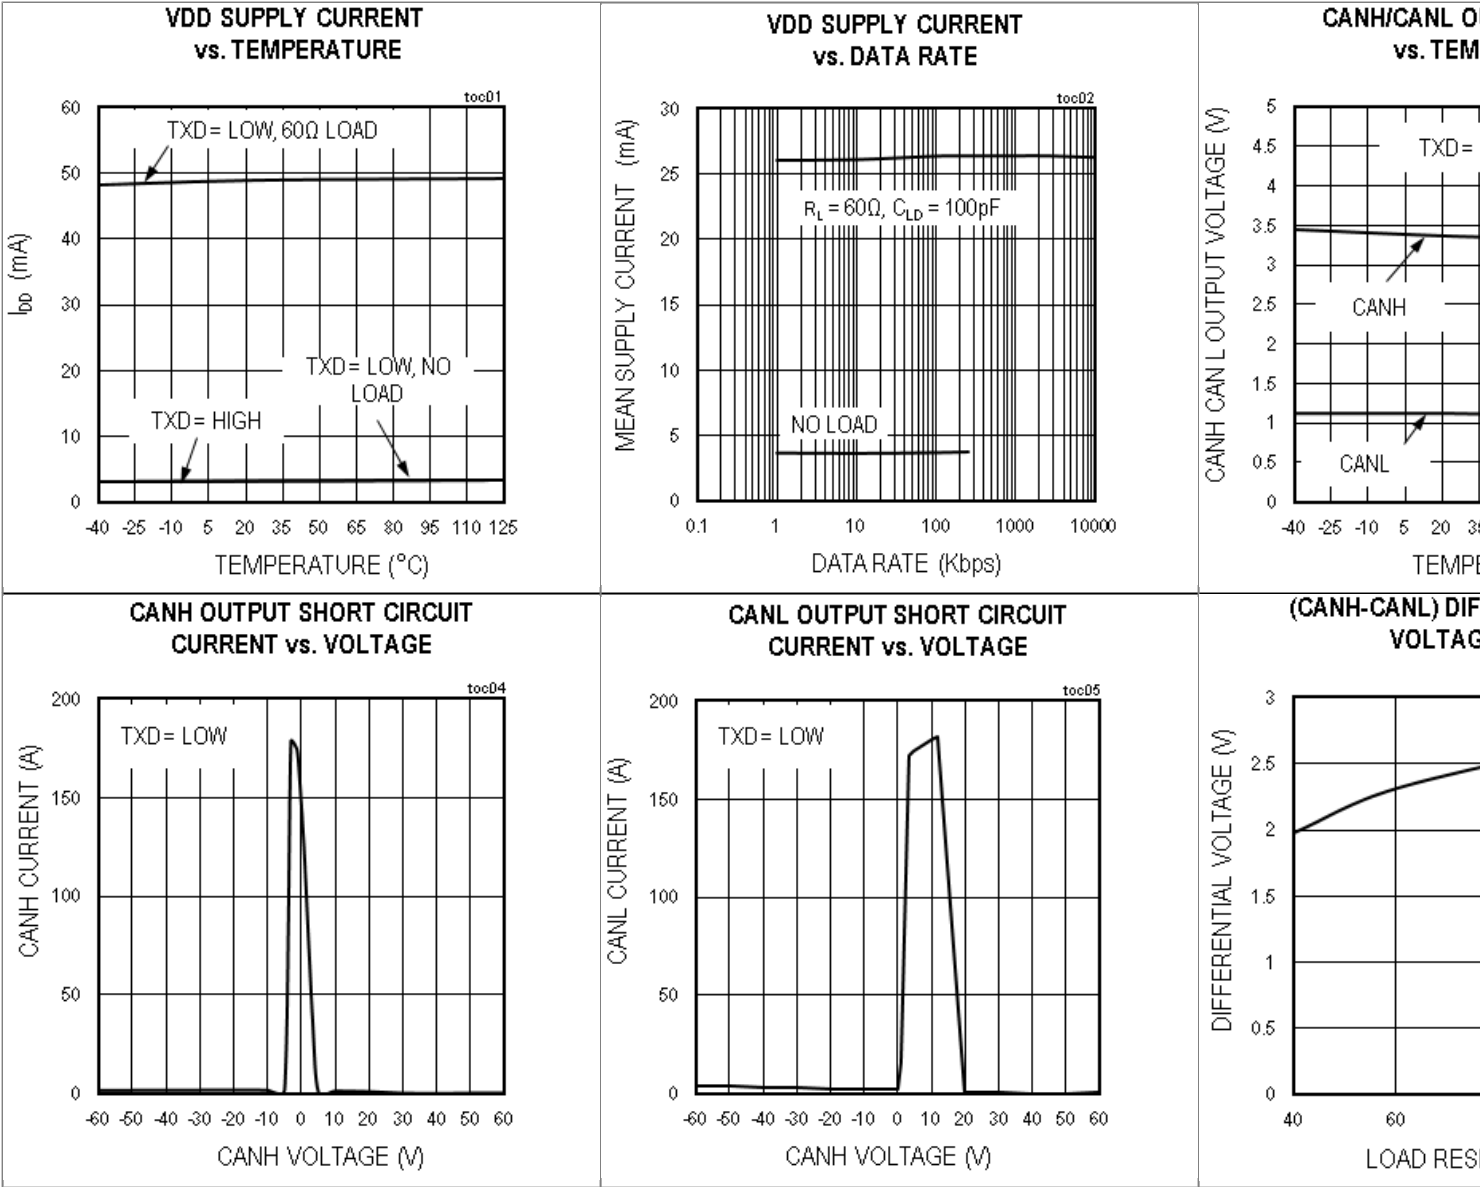 VDD SUPPLY CURRENT
vs. TEMPERATURE
toc01
60
50
40
30
20
10
0
IDD (mA)
TXD= LOW, 60Ω LOAD
TXD= LOW, NO
LOAD
TXD= HIGH
-40 -25 -10 5 20 35 50 65 80 95 110 125
TEMPERATURE (°C)
VDD SUPPLY CURRENT
vs. DATA RATE
toc02
30
25
20
15
10
5
0
MEAN SUPPLY CURRENT (mA)
RL = 60Ω, CLD = 100pF
NO LOAD
0.1 1 10 100 1000 10000
DATA RATE (Kbps)
CANH/CANL O
vs. TEM
5
4.5
4
3.5
3
2.5
2
1.5
1
0.5
0
CANH CAN L OUTPUT VOLTAGE (V)
TXD=
CANH
CANL
-40 -25 -10 5 20 35
TEMPE
CANH OUTPUT SHORT CIRCUIT
CURRENT vs. VOLTAGE
toc04
200
150
100
50
0
CANH CURRENT (A)
TXD= LOW
-60 -50 -40 -30 -20 -10 0 10 20 30 40 50 60
CANH VOLTAGE (V)
CANL OUTPUT SHORT CIRCUIT
CURRENT vs. VOLTAGE
toc05
200
150
100
50
0
CANL CURRENT (A)
TXD= LOW
-60 -50 -40 -30 -20 -10 0 10 20 30 40 50 60
CANH VOLTAGE (V)
(CANH-CANL) DIF
VOLTAG
3
2.5
2
1.5
1
0.5
0
DIFFERENTIAL VOLTAGE (V)
40 60
LOAD RES